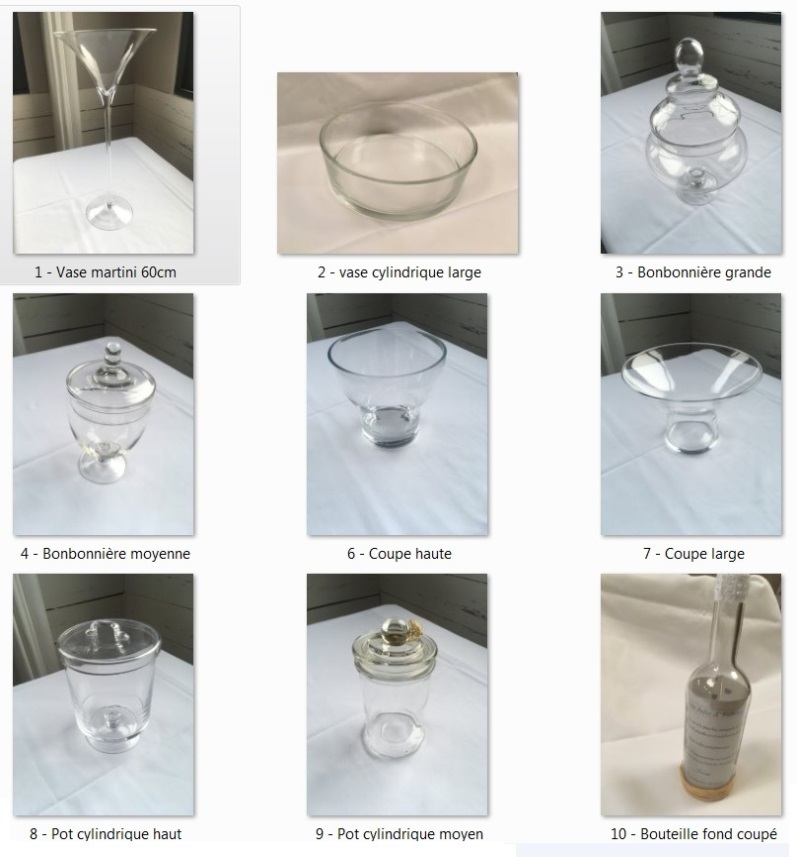 1 - Vase martini 60cm
2 - vase cylindrique large
3 - Bonbonnière grande
4 - Bonbonnière moyenne
6 - Coupe haute
7 - Coupe large
8 - Pot cylindrique haut
9 - Pot cylindrique moyen
10 - Bouteille fond coupé